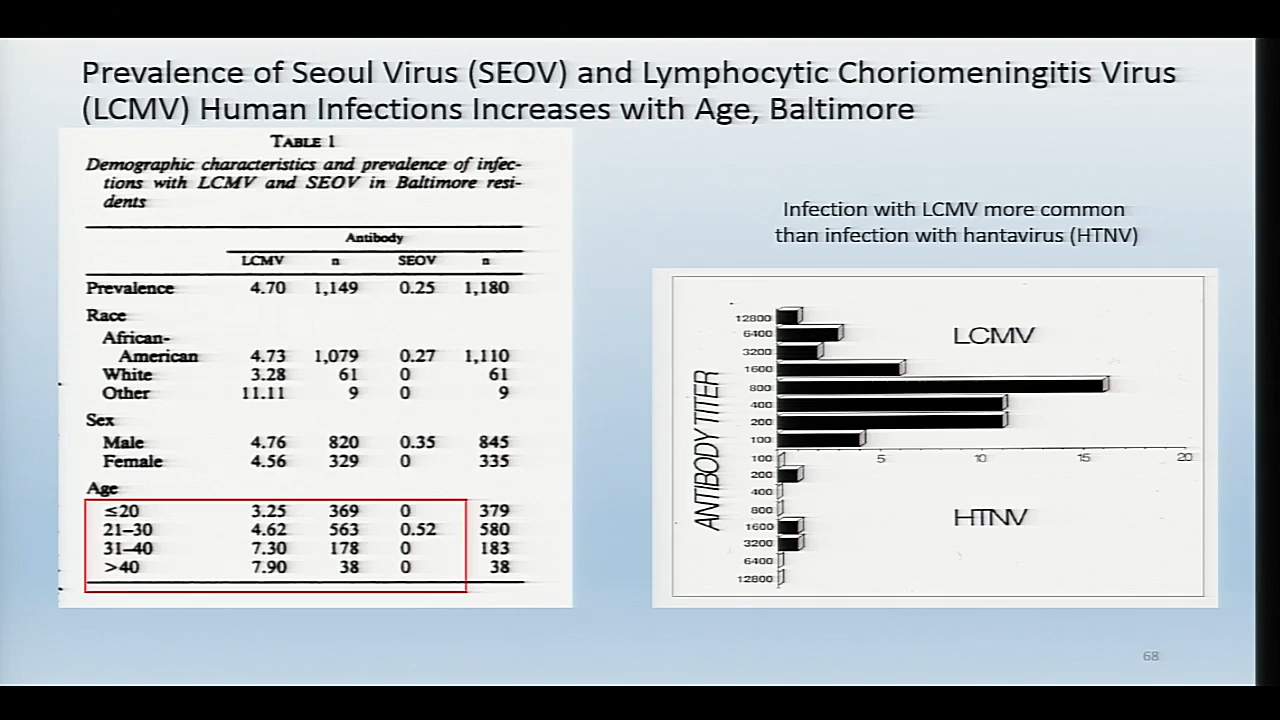 Prevalence of Seoul Virus (SEOV) and Lymphocytic Choriomeningitis Virus
(LCMV) Human Infections Increases with Age, Baltimore
TABLE 1
Demographic characteristics and prevalence of infec-
tions with LCMV and SEOV in Baltimore resi-
dents
Antibody
LCMV n SEOV n
Prevalence 4.70 1,149 0.25 1,180
Race
African-
American 4.73 1,079 0.27 1,110
White 3.28 61 0 61
Other 11.11 9 0 9
Sex
Male 4.76 820 0.35 845
Female 4.56 329 0 335
Age
≤20 3.25 369 0 379
21–30 4.62 563 0.52 580
31–40 7.30 178 0 183
>40 7.90 38 0 38
Infection with LCMV more common
than infection with hantavirus (HTNV)
ANTIBODY TITER
12800
6400
LCMV
3200
1600
800
400
200
100
100 5 10 15 20
200
400
800
HTNV
1600
3200
6400
12800
68